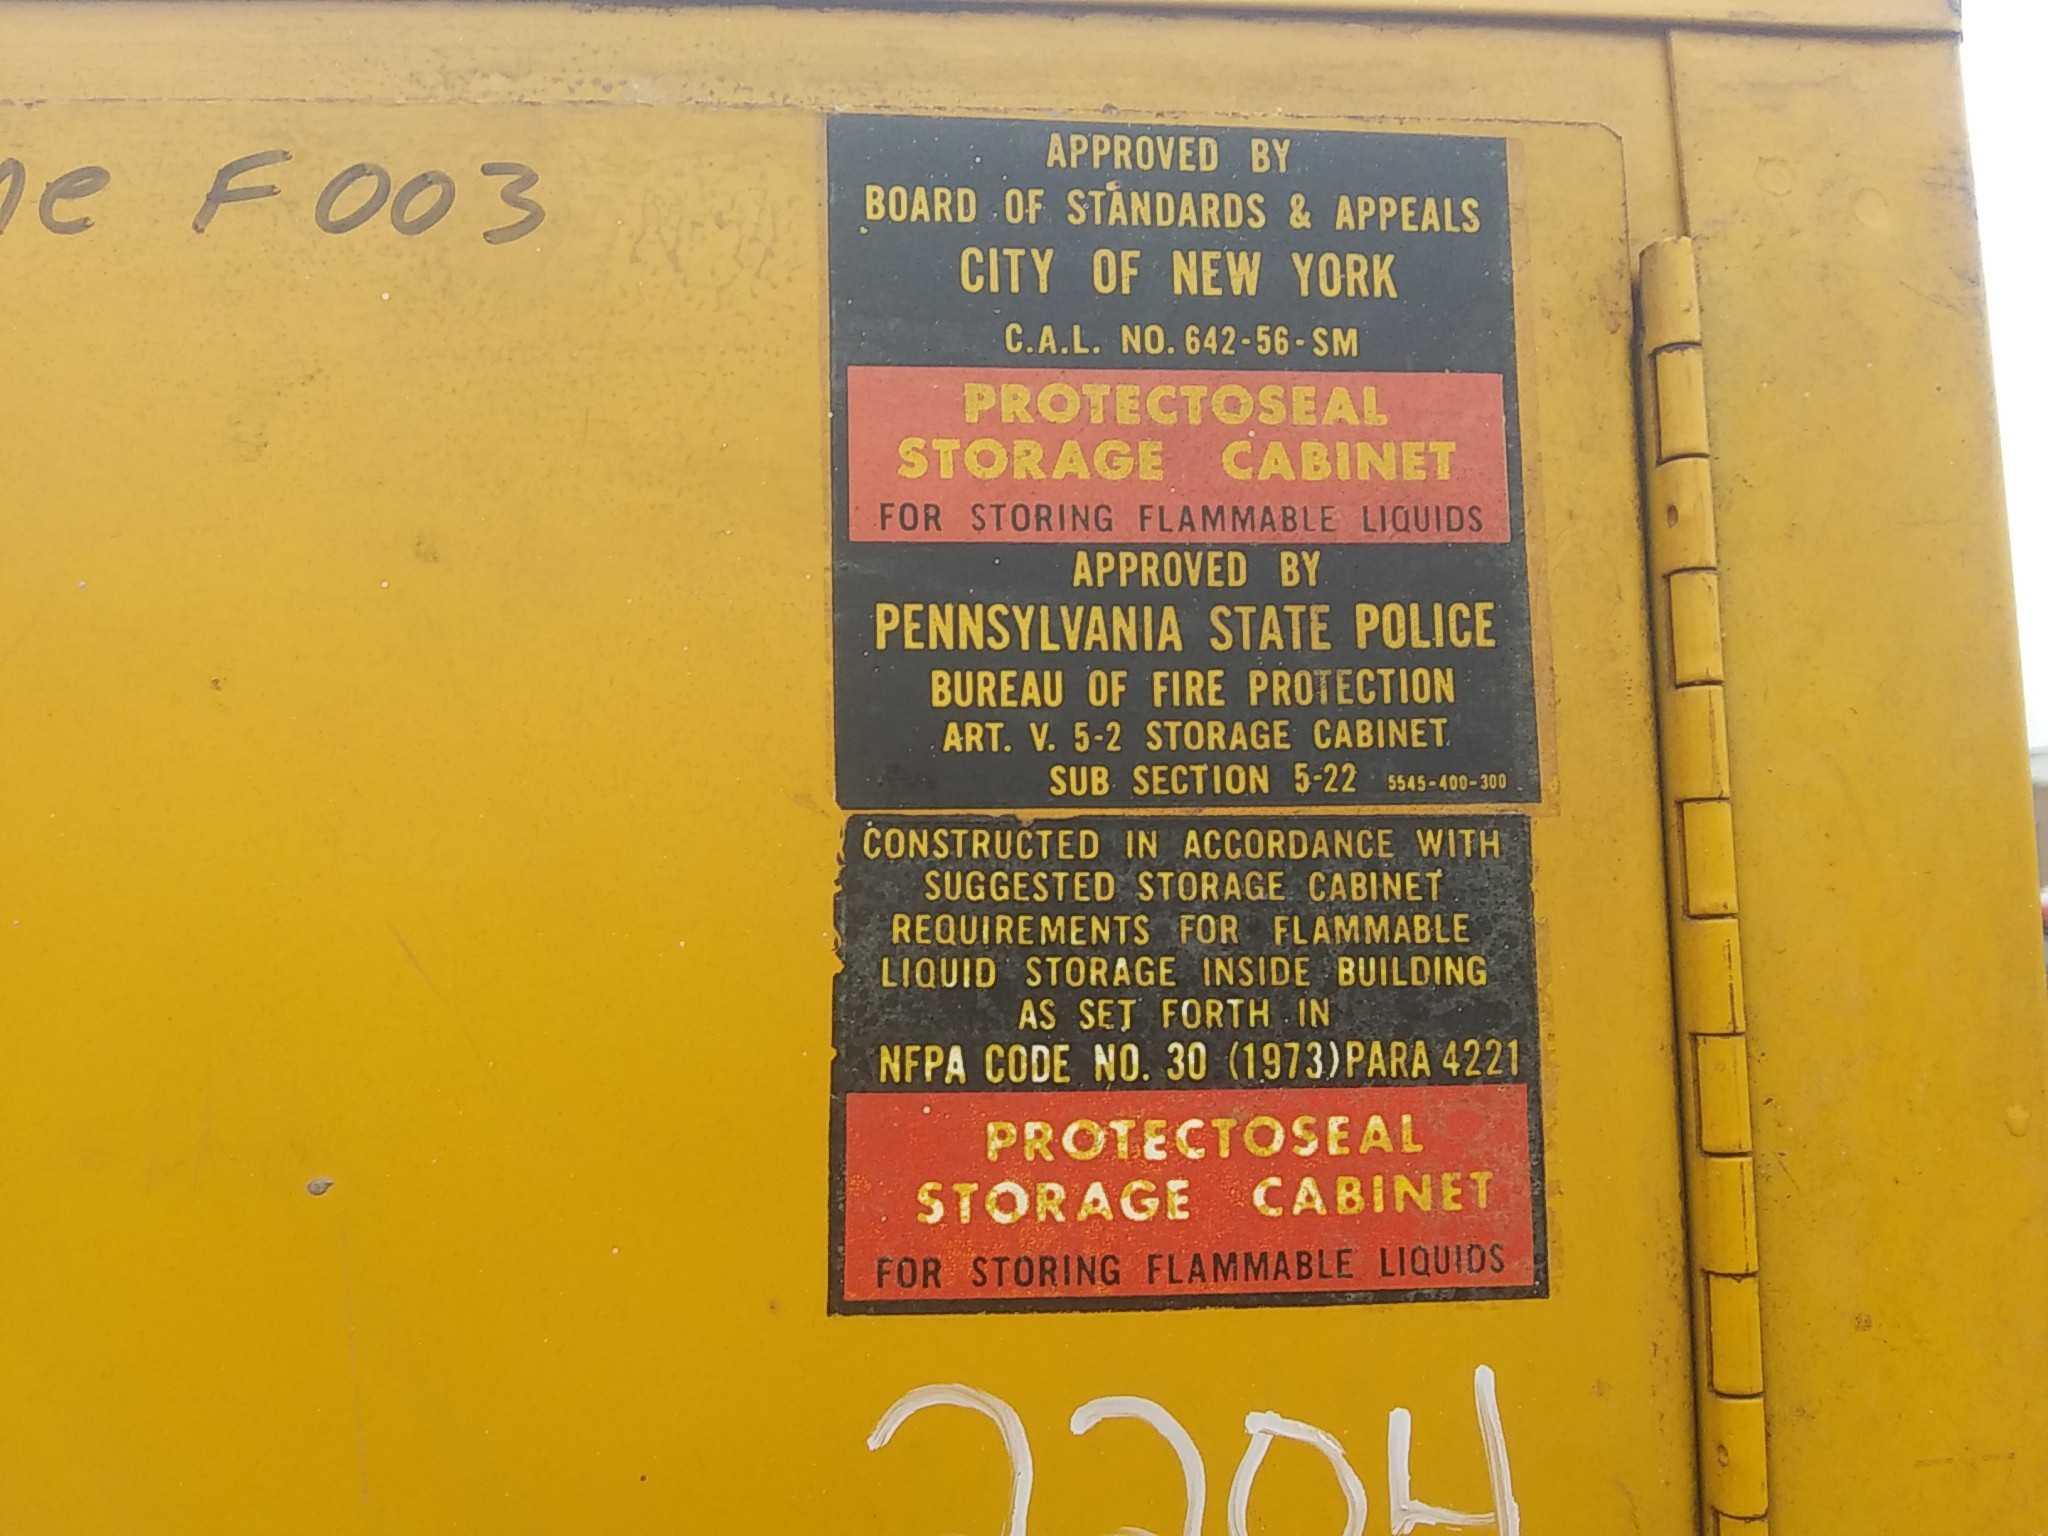 F003
APPROVED BY
BOARD OF STANDARDS & APPEALS
CITY OF NEW YORK
C.A.L. NO. 642-56-SM
PROTECTOSEAL
STORAGE CABINET
FOR STORING FLAMMABLE LIQUIDS
APPROVED BY
PENNSYLVANIA STATE POLICE
BUREAU OF FIRE PROTECTION
ART. V. 5-2 STORAGE CABINET
SUB SECTION 5-22 5545-400-300
CONSTRUCTED IN ACCORDANCE WITH
SUGGESTED STORAGE CABINET
REQUIREMENTS FOR FLAMMABLE
LIQUID STORAGE INSIDE BUILDING
AS SET FORTH IN
NFPA CODE NO. 30 (1973) PARA 4221
PROTECTOSEAL
STORAGE CABINET
FOR STORING FLAMMABLE LIQUIDS